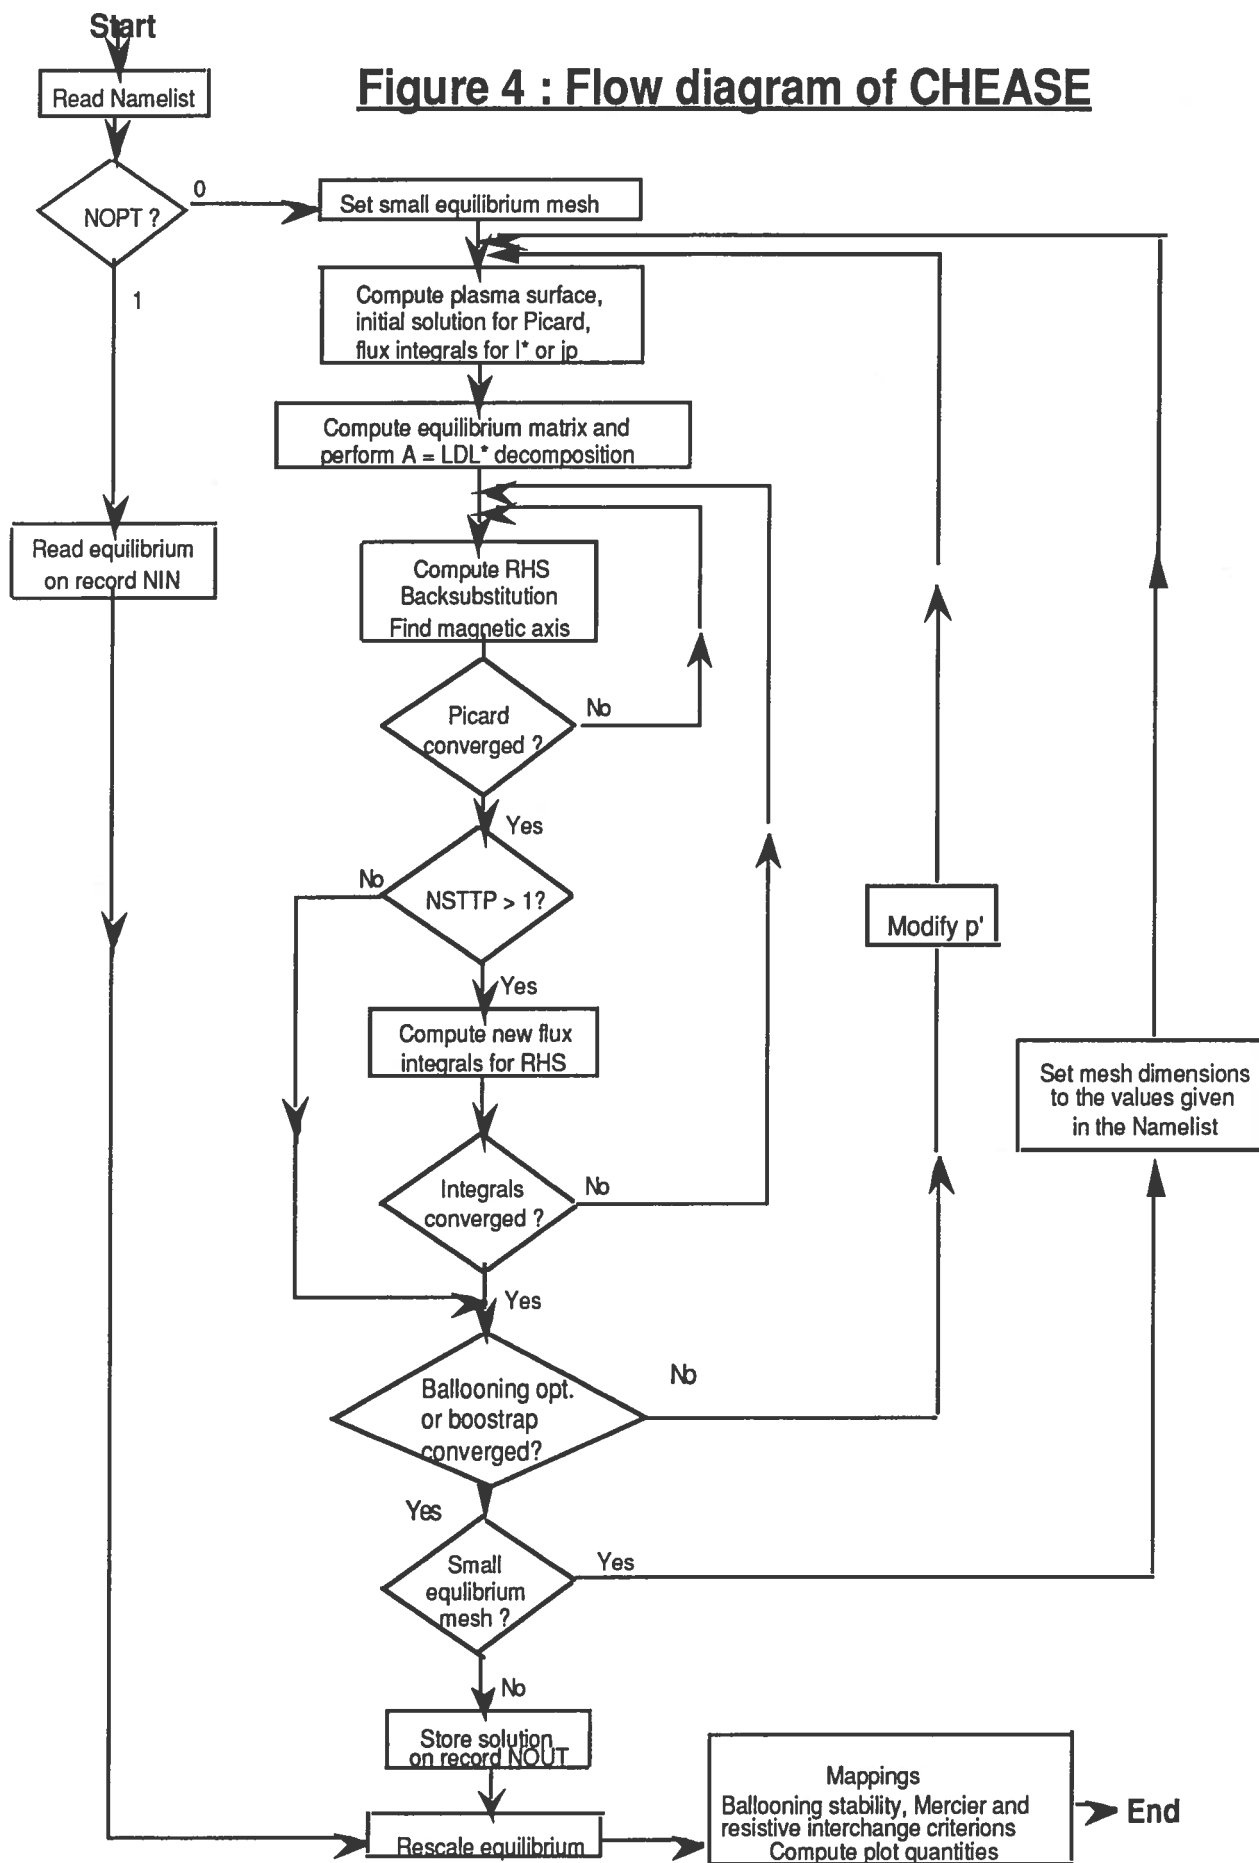 Start
Figure 4 : Flow diagram of CHEASE
Read Namelist
NOPT ?
0
Set small equilibrium mesh
1
Compute plasma surface,
initial solution for Picard,
flux integrals for I* or jp
Compute equilibrium matrix and
perform A = LDL* decomposition
Read equilibrium
on record NIN
Compute RHS
Backsubstitution
Find magnetic axis
Picard
converged ?
No
Yes
NSTTP > 1?
No
Yes
Modify p'
Compute new flux
integrals for RHS
Set mesh dimensions
to the values given
in the Namelist
Integrals
converged ?
No
Yes
Ballooning opt.
or boostrap
converged?
No
Yes
Small
equlibrium
mesh ?
Yes
No
Store solution
on record NOUT
Rescale equilibrium
Mappings
Ballooning stability, Mercier and
resistive interchange criterions
Compute plot quantities
End